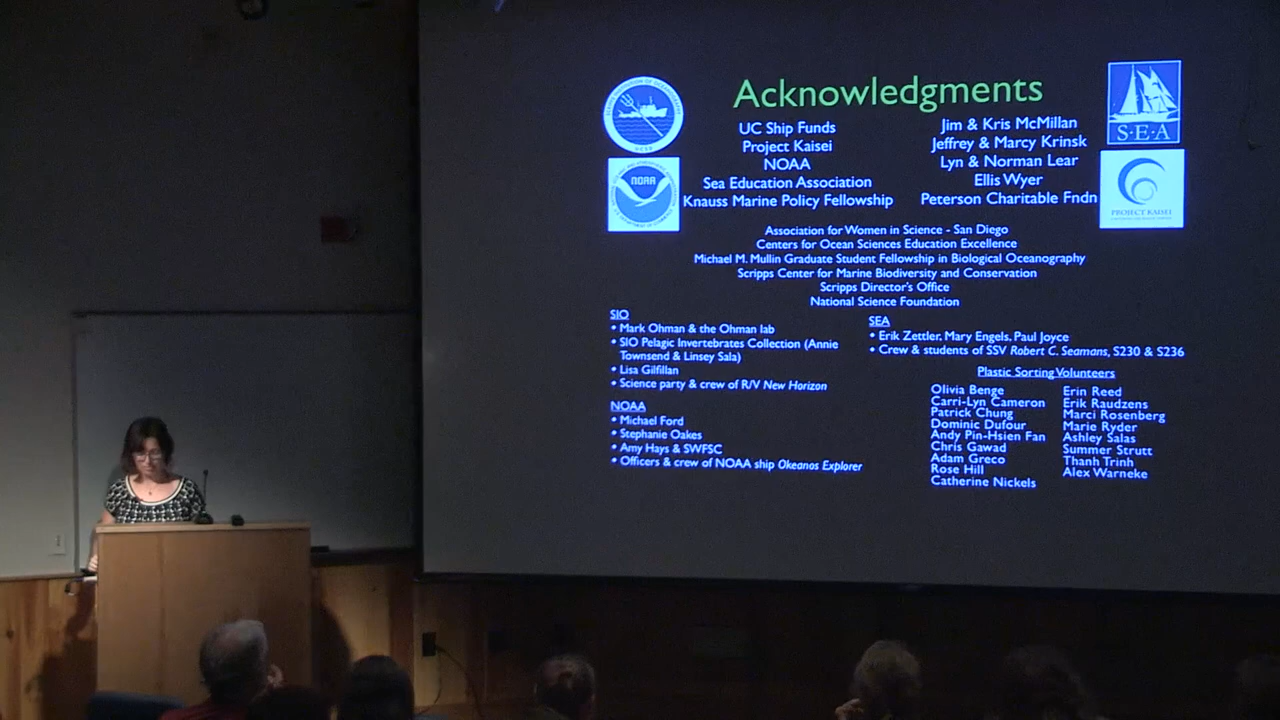 Acknowledgments
UC Ship Funds
Project Kaisei
NOAA
Sea Education Association
Knauss Marine Policy Fellowship
Jim & Kris McMillan
Jeffrey & Marcy Krinsk
Lyn & Norman Lear
Ellis Wyer
Peterson Charitable Fndn
NOAA
S·E·A
PROJECT KAISEI
Association for Women in Science - San Diego
Centers for Ocean Sciences Education Excellence
Michael M. Mullin Graduate Student Fellowship in Biological Oceanography
Scripps Center for Marine Biodiversity and Conservation
Scripps Director's Office
National Science Foundation
SIO
• Mark Ohman & the Ohman lab
• SIO Pelagic Invertebrates Collection (Annie
Townsend & Linsey Sala)
• Lisa Gilfillan
• Science party & crew of R/V New Horizon
NOAA
• Michael Ford
• Stephanie Oakes
• Amy Hays & SWFSC
• Officers & crew of NOAA ship Okeanos Explorer
SEA
• Erik Zettler, Mary Engels, Paul Joyce
• Crew & students of SSV Robert C. Seamans, S230 & S236
Plastic Sorting Volunteers
Olivia Benge
Carri-Lyn Cameron
Patrick Chung
Dominic Dufour
Andy Pin-Hsien Fan
Chris Gawad
Adam Greco
Rose Hill
Catherine Nickels
Erin Reed
Erik Raudzens
Marci Rosenberg
Marie Ryder
Ashley Salas
Summer Strutt
Thanh Trinh
Alex Warneke